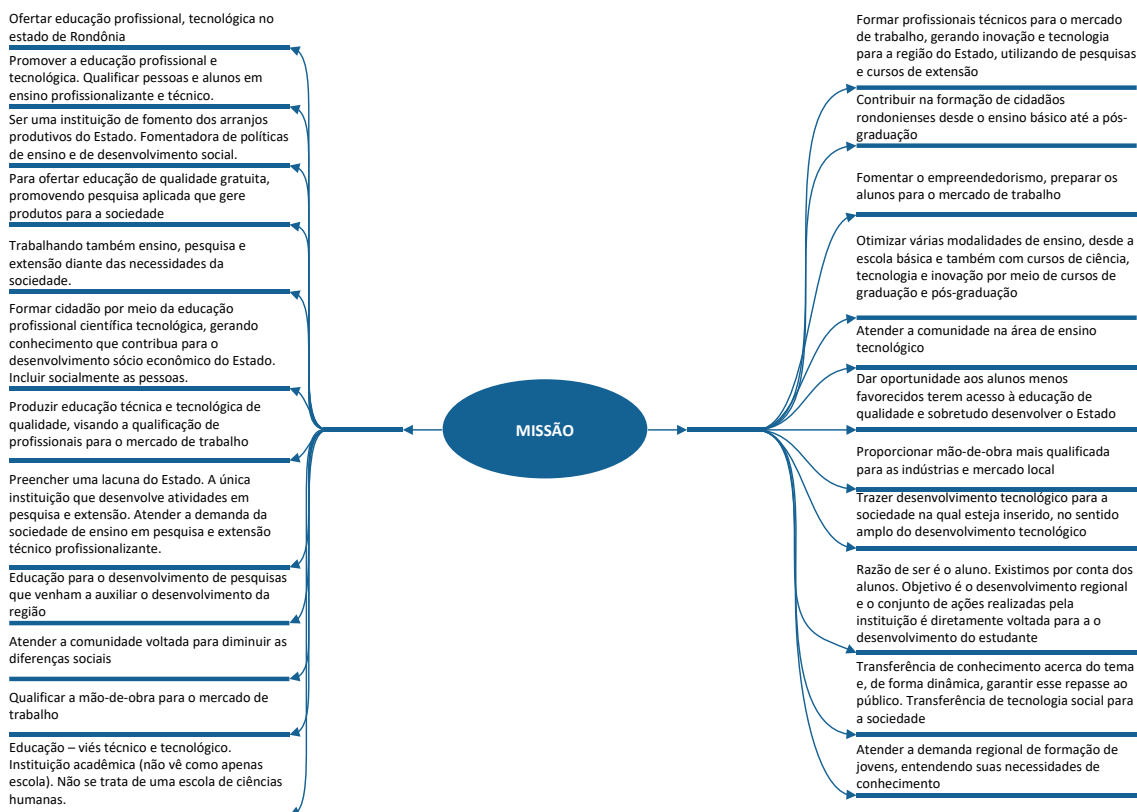 Ofertar educação profissional, tecnológica no
estado de Rondônia
Promover a educação profissional e
tecnológica. Qualificar pessoas e alunos em
ensino profissionalizante e técnico.
Ser uma instituição de fomento dos arranjos
produtivos do Estado. Fomentadora de políticas
de ensino e de desenvolvimento social.
Para ofertar educação de qualidade gratuita,
promovendo pesquisa aplicada que gere
produtos para a sociedade
Trabalhando também ensino, pesquisa e
extensão diante das necessidades da
sociedade.
Formar cidadão por meio da educação
profissional científica tecnológica, gerando
conhecimento que contribua para o
desenvolvimento sócio econômico do Estado.
Incluir socialmente as pessoas.
Produzir educação técnica e tecnológica de
qualidade, visando a qualificação de
profissionais para o mercado de trabalho
Preencher uma lacuna do Estado. A única
instituição que desenvolve atividades em
pesquisa e extensão. Atender a demanda da
sociedade de ensino em pesquisa e extensão
técnico profissionalizante.
Educação para o desenvolvimento de pesquisas
que venham a auxiliar o desenvolvimento da
região
Atender a comunidade voltada para diminuir as
diferenças sociais
Qualificar a mão-de-obra para o mercado de
trabalho
Educação – viés técnico e tecnológico.
Instituição acadêmica (não vê como apenas
escola). Não se trata de uma escola de ciências
humanas.
MISSÃO
Formar profissionais técnicos para o mercado
de trabalho, gerando inovação e tecnologia
para a região do Estado, utilizando de pesquisas
e cursos de extensão
Contribuir na formação de cidadãos
rondonienses desde o ensino básico até a pós-
graduação
Fomentar o empreendedorismo, preparar os
alunos para o mercado de trabalho
Otimizar várias modalidades de ensino, desde a
escola básica e também com cursos de ciência,
tecnologia e inovação por meio de cursos de
graduação e pós-graduação
Atender a comunidade na área de ensino
tecnológico
Dar oportunidade aos alunos menos
favorecidos terem acesso à educação de
qualidade e sobretudo desenvolver o Estado
Proporcionar mão-de-obra mais qualificada
para as indústrias e mercado local
Trazer desenvolvimento tecnológico para a
sociedade na qual esteja inserido, no sentido
amplo do desenvolvimento tecnológico
Razão de ser é o aluno. Existimos por conta dos
alunos. Objetivo é o desenvolvimento regional
e o conjunto de ações realizadas pela
instituição é diretamente voltada para a o
desenvolvimento do estudante
Transferência de conhecimento acerca do tema
e, de forma dinâmica, garantir esse repasse ao
público. Transferência de tecnologia social para
a sociedade
Atender a demanda regional de formação de
jovens, entendendo suas necessidades de
conhecimento